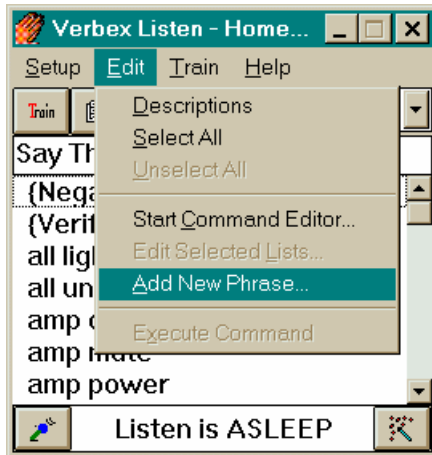 Verbex Listen - Home...
Setup Edit Train Help
Train
Descriptions
Say Th
Select All
Unselect All
{Nega
{Verif
Start Command Editor...
all lig
Edit Selected Lists...
all un
Add New Phrase...
amp
Execute Command
amp mute
amp power
Listen is ASLEEP